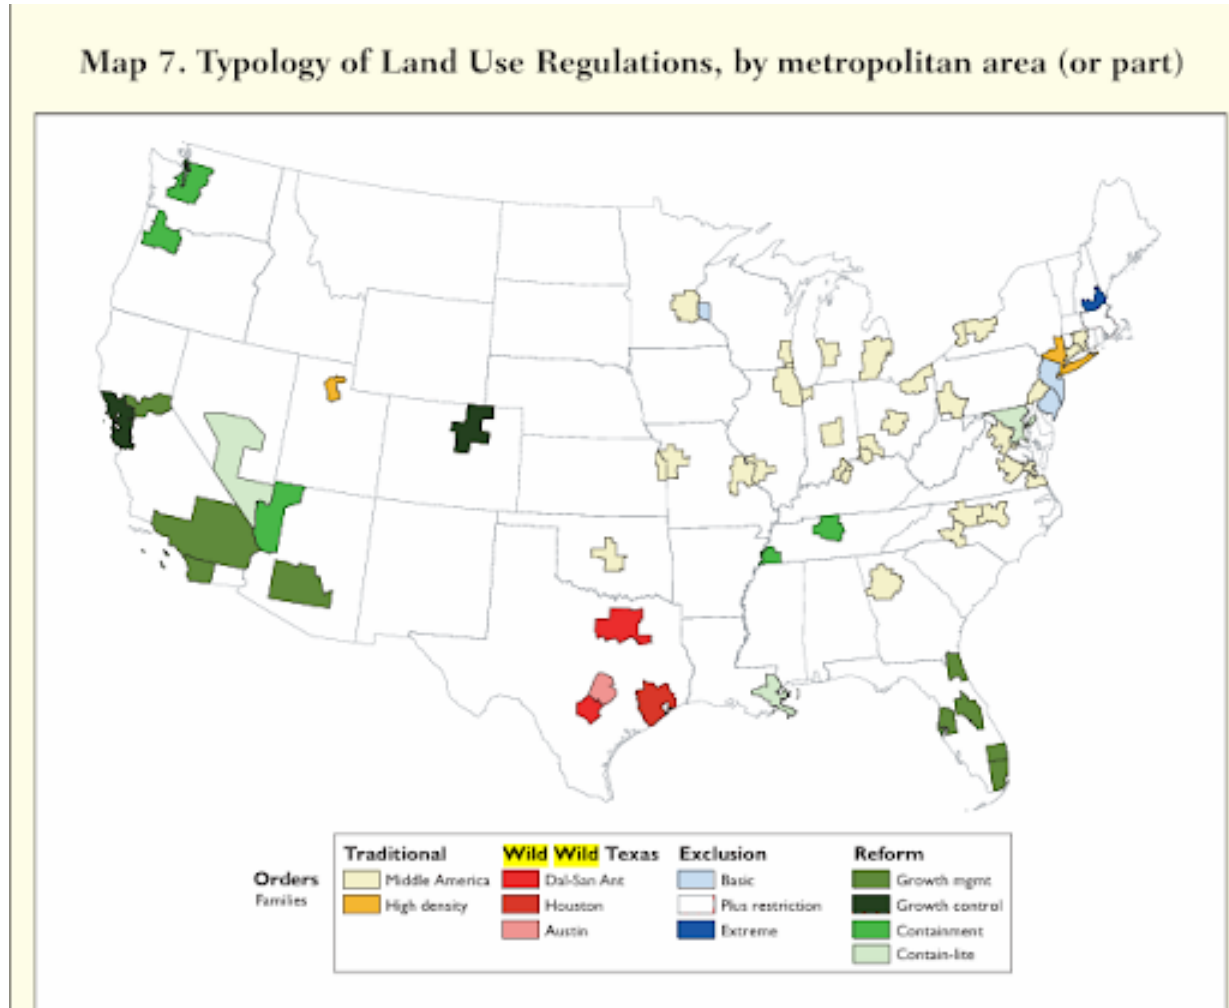 Map 7. Typology of Land Use Regulations, by metropolitan area (or part)
Orders
Families
Traditional
Middle America
High density
Wild Wild Texas
Dal-San Ant
Houston
Austin
Exclusion
Basic
Plus restriction
Extreme
Reform
Growth mgmt
Growth control
Containment
Contain-lite